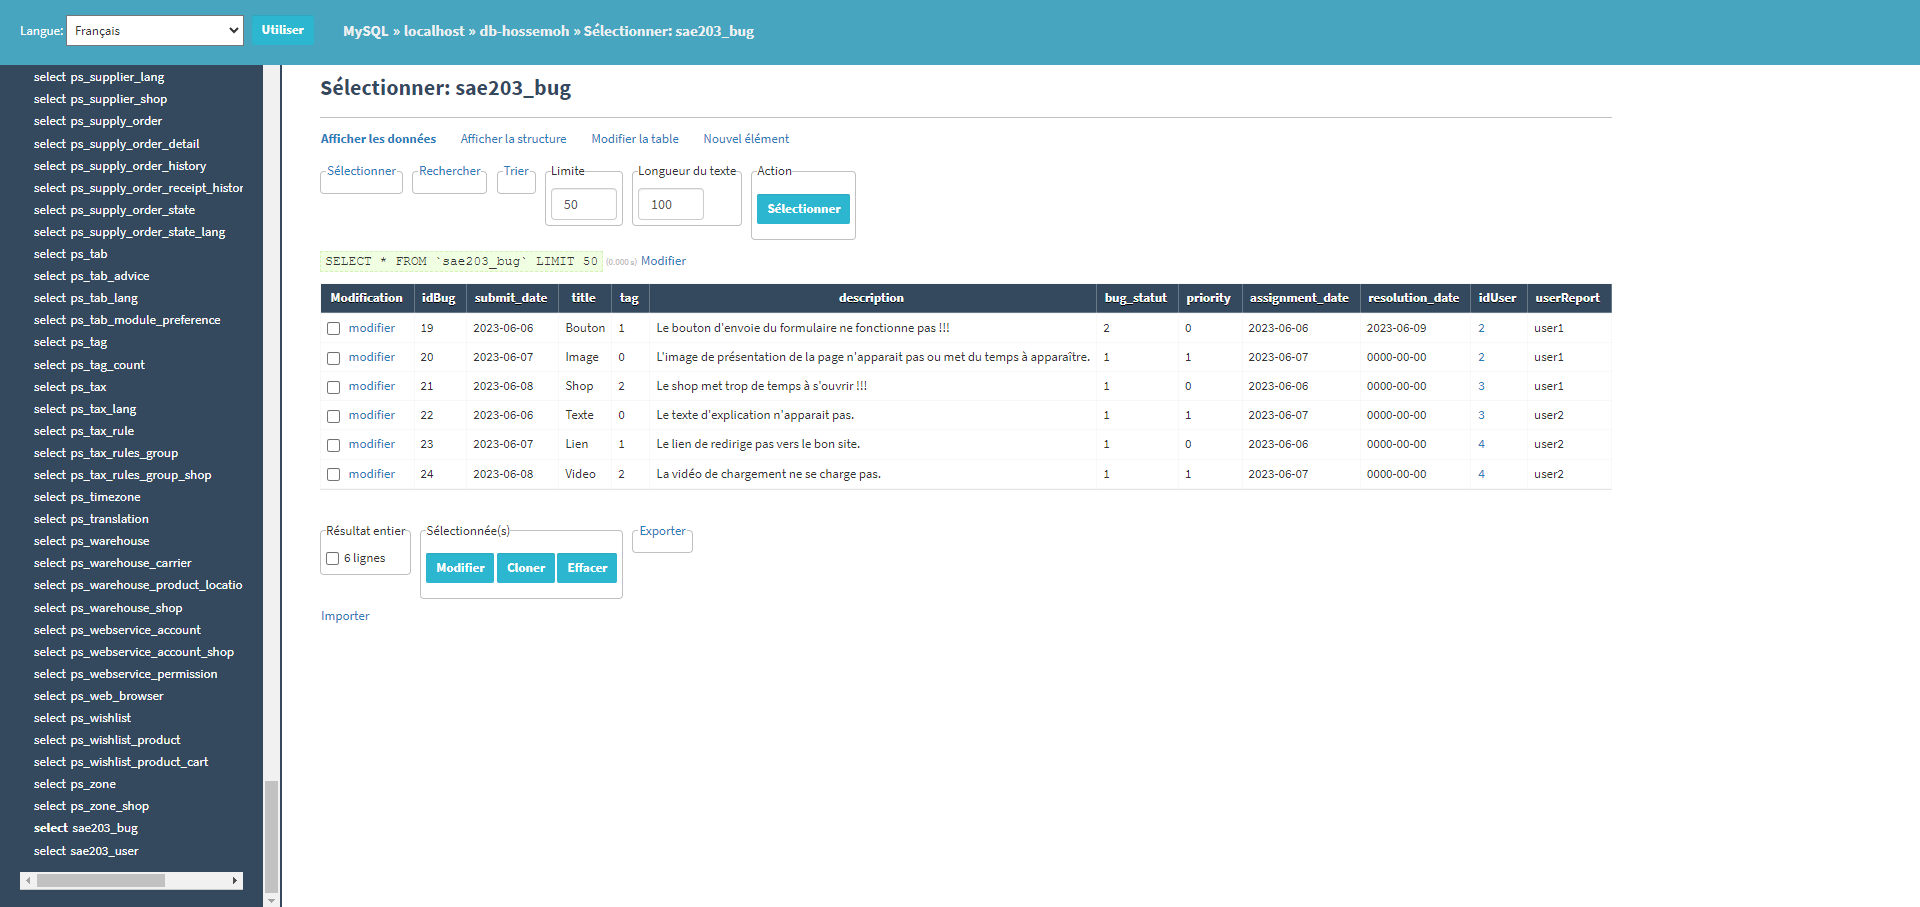 Langue: Français Utiliser MySQL » localhost » db-hossemoh » Sélectionner: sae203_bug
select ps_supplier_lang
select ps_supplier_shop
select ps_supply_order
select ps_supply_order_detail
select ps_supply_order_history
select ps_supply_order_receipt_histor
select ps_supply_order_state
select ps_supply_order_state_lang
select ps_tab
select ps_tab_advice
select ps_tab_lang
select ps_tab_module_preference
select ps_tag
select ps_tag_count
select ps_tax
select ps_tax_lang
select ps_tax_rule
select ps_tax_rules_group
select ps_tax_rules_group_shop
select ps_timezone
select ps_translation
select ps_warehouse
select ps_warehouse_carrier
select ps_warehouse_product_locatio
select ps_warehouse_shop
select ps_webservice_account
select ps_webservice_account_shop
select ps_webservice_permission
select ps_web_browser
select ps_wishlist
select ps_wishlist_product
select ps_wishlist_product_cart
select ps_zone
select ps_zone_shop
select sae203_bug
select sae203_user
Sélectionner: sae203_bug
Afficher les données Afficher la structure Modifier la table Nouvel élément
Sélectionner Rechercher Trier Limite Longueur du texte Action
50 100 Sélectionner
SELECT * FROM `sae203_bug` LIMIT 50 (0.000 s) Modifier
Modification idBug submit_date title tag description bug_statut priority assignment_date resolution_date idUser userReport
modifier 19 2023-06-06 Bouton 1 Le bouton d'envoie du formulaire ne fonctionne pas !!! 2 0 2023-06-06 2023-06-09 2 user1
modifier 20 2023-06-07 Image 0 L'image de présentation de la page n'apparait pas ou met du temps à apparaître. 1 1 2023-06-07 0000-00-00 2 user1
modifier 21 2023-06-08 Shop 2 Le shop met trop de temps à s'ouvrir !!! 1 0 2023-06-06 0000-00-00 3 user1
modifier 22 2023-06-06 Texte 0 Le texte d'explication n'apparait pas. 1 1 2023-06-07 0000-00-00 3 user2
modifier 23 2023-06-07 Lien 1 Le lien de redirige pas vers le bon site. 1 0 2023-06-06 0000-00-00 4 user2
modifier 24 2023-06-08 Video 2 La vidéo de chargement ne se charge pas. 1 1 2023-06-07 0000-00-00 4 user2
Résultat entier Sélectionnée(s) Exporter
6 lignes Modifier Cloner Effacer
Importer